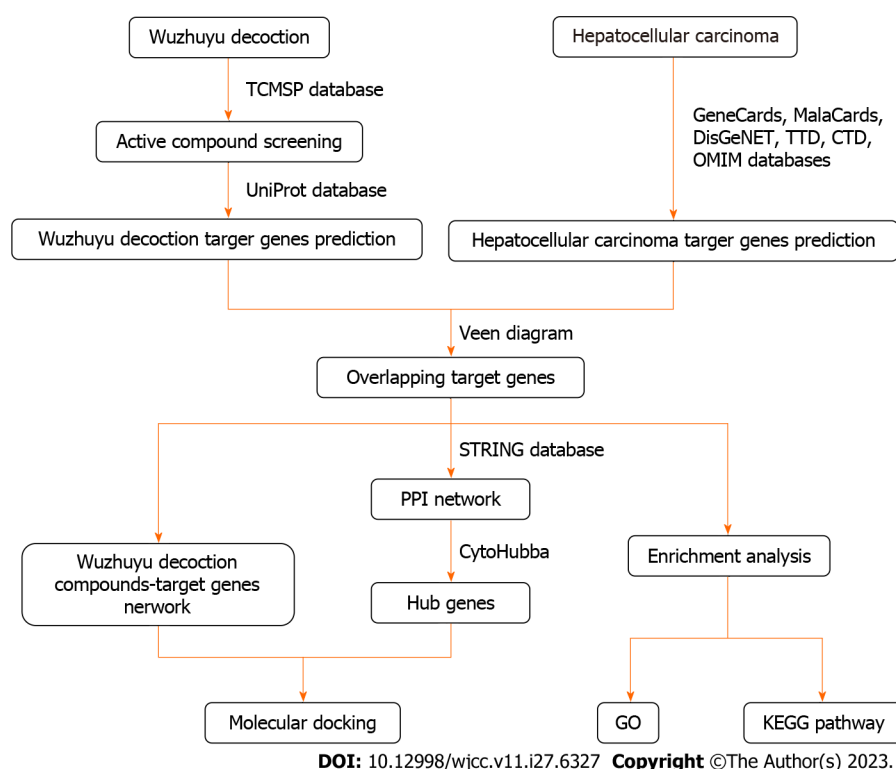 Wuzhuyu decoction
Hepatocellular carcinoma
TCMSP database
GeneCards, MalaCards,
DisGeNET, TTD, CTD,
OMIM databases
Active compound screening
UniProt database
Wuzhuyu decoction targer genes prediction
Hepatocellular carcinoma targer genes prediction
Veen diagram
Overlapping target genes
STRING database
PPI network
CytoHubba
Wuzhuyu decoction
compounds-target genes
nerwork
Enrichment analysis
Hub genes
Molecular docking
GO
KEGG pathway
DOI: 10.12998/wjcc.v11.i27.6327 Copyright ©The Author(s) 2023.